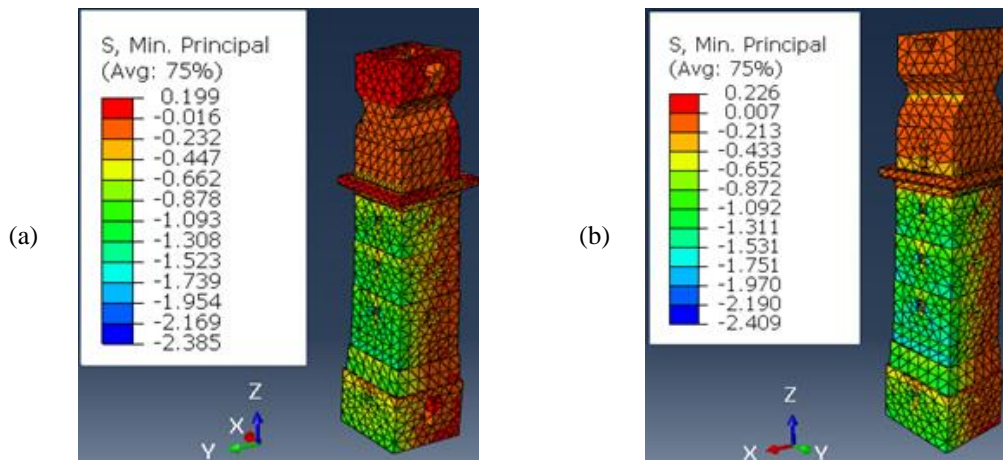 (a)
S, Min. Principal
(Avg: 75%)
0.199
-0.016
-0.232
-0.447
-0.662
-0.878
-1.093
-1.308
-1.523
-1.739
-1.954
-2.169
-2.385
Z
X
Y
(b)
S, Min. Principal
(Avg: 75%)
0.226
0.007
-0.213
-0.433
-0.652
-0.872
-1.092
-1.311
-1.531
-1.751
-1.970
-2.190
-2.409
Z
X
Y